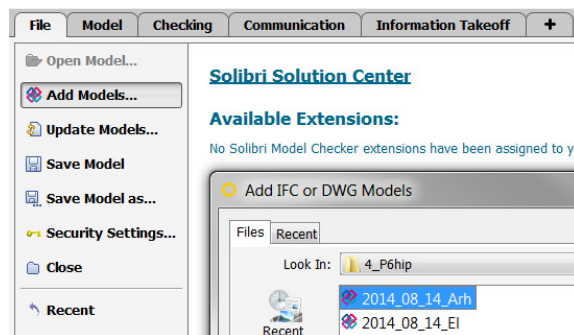 File Model Checking Communication Information Takeoff +
Open Model...
Add Models...
Update Models...
Save Model
Save Model as...
Security Settings...
Close
Recent
Solibri Solution Center
Available Extensions:
No Solibri Model Checker extensions have been assigned to y
Add IFC or DWG Models
Files Recent
Look In: 4_P6hip
Recent
2014_08_14_Arh
2014_08_14_El